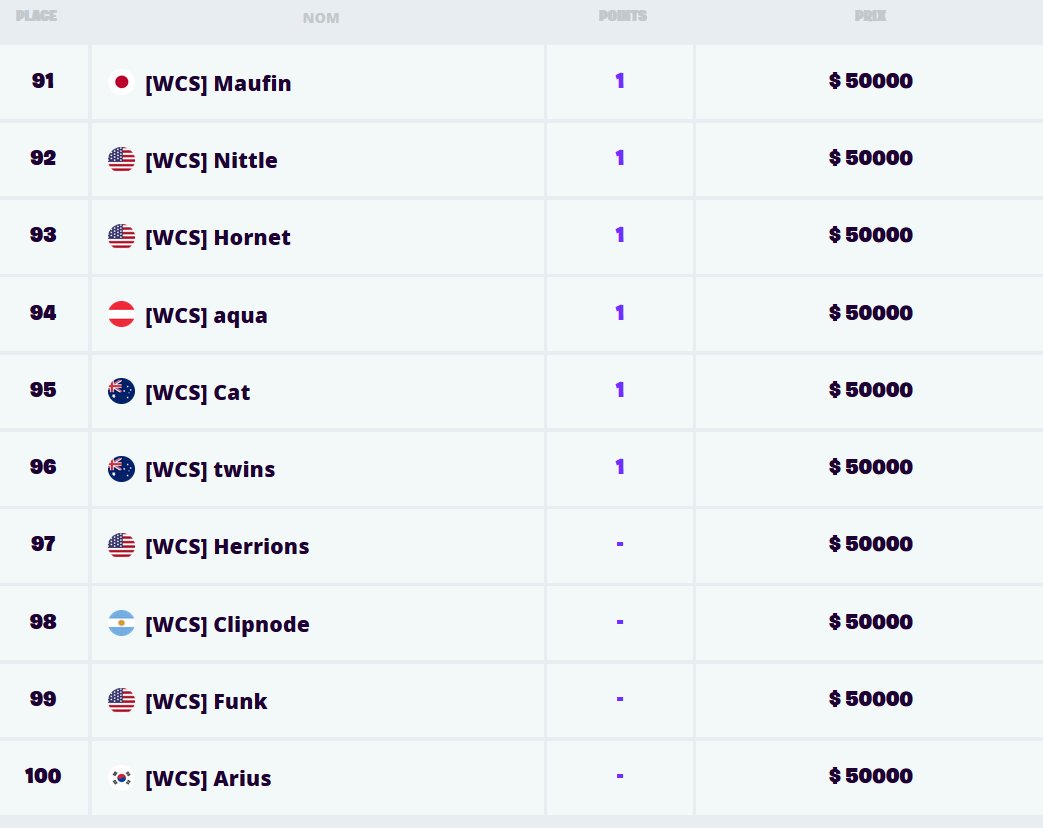 PLACE NOM POINTS PRIX
91 [WCS] Maufin 1 $ 50000
92 [WCS] Nittle 1 $ 50000
93 [WCS] Hornet 1 $ 50000
94 [WCS] aqua 1 $ 50000
95 [WCS] Cat 1 $ 50000
96 [WCS] twins 1 $ 50000
97 [WCS] Herrions - $ 50000
98 [WCS] Clipnode - $ 50000
99 [WCS] Funk - $ 50000
100 [WCS] Arius - $ 50000